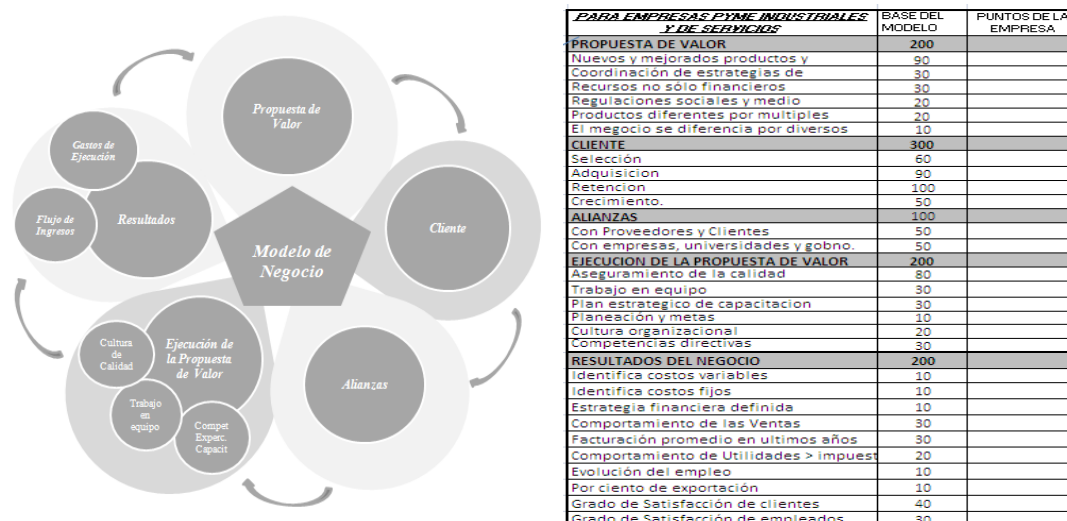 Propuesta de
Valor
Gastos de
Ejecución
Flujo de
Ingresos
Resultados
Cliente
Modelo de
Negocio
Cultura
de
Calidad
Ejecución de
la Propuesta
de Valor
Trabajo
en
equipo
Compet
Experc.
Capacit
Alianzas
PARA EMPRESAS PYME INDUSTRIALES
Y DE SERVICIOS
BASE DEL
MODELO
PUNTOS DE LA
EMPRESA
PROPUESTA DE VALOR 200
Nuevos y mejorados productos y 90
Coordinación de estrategias de 30
Recursos no sólo financieros 30
Regulaciones sociales y medio 20
Productos diferentes por multiples 20
El megocio se diferencia por diversos 10
CLIENTE 300
Selección 60
Adquisicion 90
Retencion 100
Crecimiento. 50
ALIANZAS 100
Con Proveedores y Clientes 50
Con empresas, universidades y gobno. 50
EJECUCION DE LA PROPUESTA DE VALOR 200
Aseguramiento de la calidad 80
Trabajo en equipo 30
Plan estrategico de capacitacion 30
Planeación y metas 10
Cultura organizacional 20
Competencias directivas 30
RESULTADOS DEL NEGOCIO 200
Identifica costos variables 10
Identifica costos fijos 10
Estrategia financiera definida 10
Comportamiento de las Ventas 30
Facturación promedio en ultimos años 30
Comportamiento de Utilidades > impuest 20
Evolución del empleo 10
Por ciento de exportación 10
Grado de Satisfacción de clientes 40
Grado de Satisfacción de empleados 30